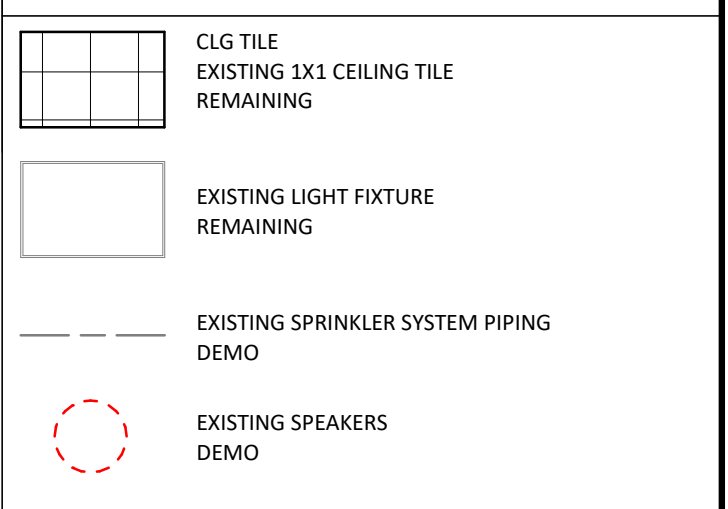 CLG TILE
EXISTING 1X1 CEILING TILE
REMAINING
EXISTING LIGHT FIXTURE
REMAINING
EXISTING SPRINKLER SYSTEM PIPING
DEMO
EXISTING SPEAKERS
DEMO